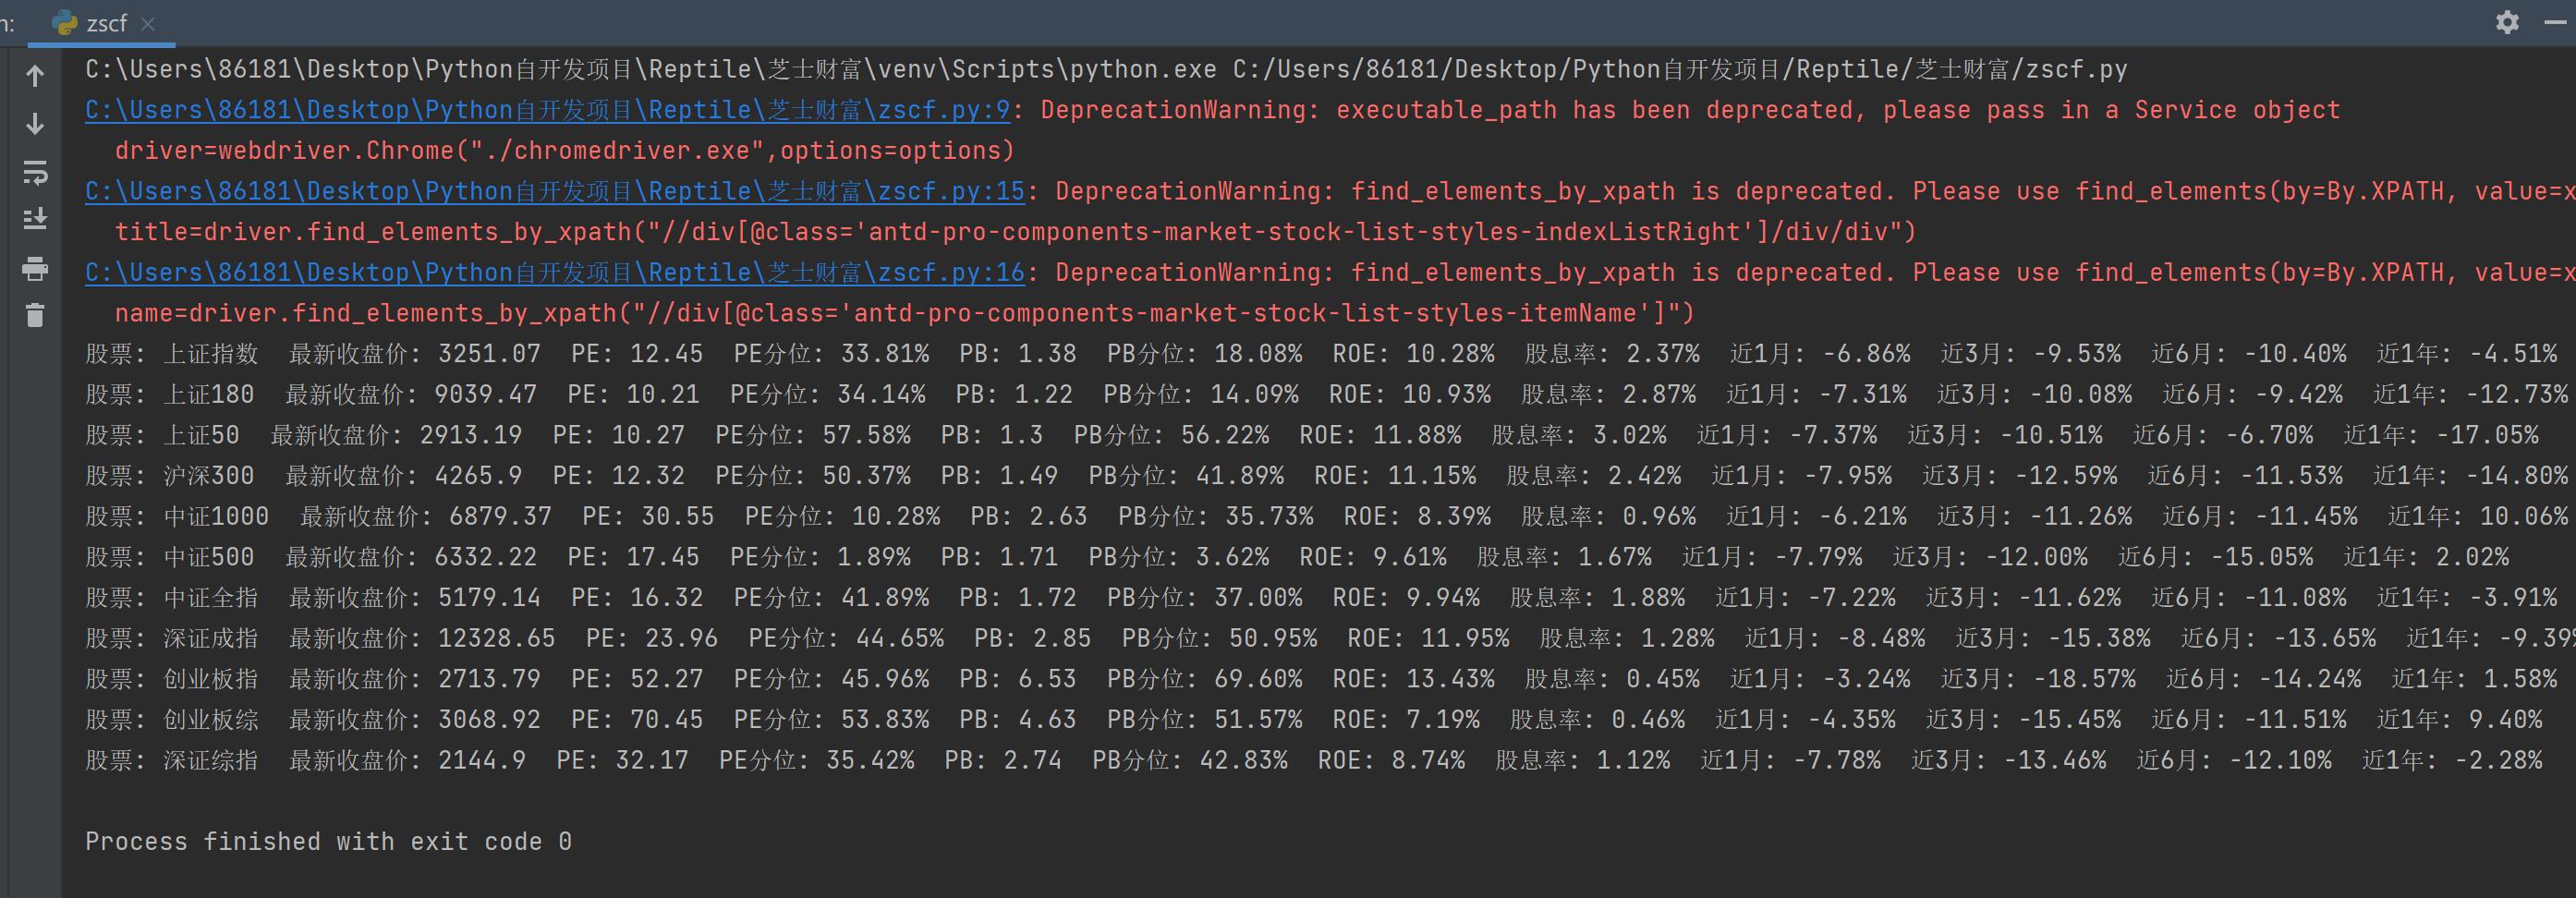 n:
zscf
C:\Users\86181\Desktop\Python自开发项目\Reptile\芝士财富\venv\Scripts\python.exe C:/Users/86181/Desktop/Python自开发项目/Reptile/芝士财富/zscf.py
C:\Users\86181\Desktop\Python自开发项目\Reptile\芝士财富\zscf.py:9: DeprecationWarning: executable_path has been deprecated, please pass in a Service object
driver=webdriver.Chrome("./chromedriver.exe",options=options)
C:\Users\86181\Desktop\Python自开发项目\Reptile\芝士财富\zscf.py:15: DeprecationWarning: find_elements_by_xpath is deprecated. Please use find_elements(by=By.XPATH, value=x
title=driver.find_elements_by_xpath("//div[@class='antd-pro-components-market-stock-list-styles-indexListRight']/div/div")
C:\Users\86181\Desktop\Python自开发项目\Reptile\芝士财富\zscf.py:16: DeprecationWarning: find_elements_by_xpath is deprecated. Please use find_elements(by=By.XPATH, value=x
name=driver.find_elements_by_xpath("//div[@class='antd-pro-components-market-stock-list-styles-itemName']")
股票: 上证指数  最新收盘价: 3251.07  PE: 12.45  PE分位: 33.81%  PB: 1.38  PB分位: 18.08%  ROE: 10.28%  股息率: 2.37%  近1月: -6.86%  近3月: -9.53%  近6月: -10.40%  近1年: -4.51%
股票: 上证180  最新收盘价: 9039.47  PE: 10.21  PE分位: 34.14%  PB: 1.22  PB分位: 14.09%  ROE: 10.93%  股息率: 2.87%  近1月: -7.31%  近3月: -10.08%  近6月: -9.42%  近1年: -12.73%
股票: 上证50  最新收盘价: 2913.19  PE: 10.27  PE分位: 57.58%  PB: 1.3  PB分位: 56.22%  ROE: 11.88%  股息率: 3.02%  近1月: -7.37%  近3月: -10.51%  近6月: -6.70%  近1年: -17.05%
股票: 沪深300  最新收盘价: 4265.9  PE: 12.32  PE分位: 50.37%  PB: 1.49  PB分位: 41.89%  ROE: 11.15%  股息率: 2.42%  近1月: -7.95%  近3月: -12.59%  近6月: -11.53%  近1年: -14.80%
股票: 中证1000  最新收盘价: 6879.37  PE: 30.55  PE分位: 10.28%  PB: 2.63  PB分位: 35.73%  ROE: 8.39%  股息率: 0.96%  近1月: -6.21%  近3月: -11.26%  近6月: -11.45%  近1年: 10.06%
股票: 中证500  最新收盘价: 6332.22  PE: 17.45  PE分位: 1.89%  PB: 1.71  PB分位: 3.62%  ROE: 9.61%  股息率: 1.67%  近1月: -7.79%  近3月: -12.00%  近6月: -15.05%  近1年: 2.02%
股票: 中证全指  最新收盘价: 5179.14  PE: 16.32  PE分位: 41.89%  PB: 1.72  PB分位: 37.00%  ROE: 9.94%  股息率: 1.88%  近1月: -7.22%  近3月: -11.62%  近6月: -11.08%  近1年: -3.91%
股票: 深证成指  最新收盘价: 12328.65  PE: 23.96  PE分位: 44.65%  PB: 2.85  PB分位: 50.95%  ROE: 11.95%  股息率: 1.28%  近1月: -8.48%  近3月: -15.38%  近6月: -13.65%  近1年: -9.39%
股票: 创业板指  最新收盘价: 2713.79  PE: 52.27  PE分位: 45.96%  PB: 6.53  PB分位: 69.60%  ROE: 13.43%  股息率: 0.45%  近1月: -3.24%  近3月: -18.57%  近6月: -14.24%  近1年: 1.58%
股票: 创业板综  最新收盘价: 3068.92  PE: 70.45  PE分位: 53.83%  PB: 4.63  PB分位: 51.57%  ROE: 7.19%  股息率: 0.46%  近1月: -4.35%  近3月: -15.45%  近6月: -11.51%  近1年: 9.40%
股票: 深证综指  最新收盘价: 2144.9  PE: 32.17  PE分位: 35.42%  PB: 2.74  PB分位: 42.83%  ROE: 8.74%  股息率: 1.12%  近1月: -7.78%  近3月: -13.46%  近6月: -12.10%  近1年: -2.28%
Process finished with exit code 0